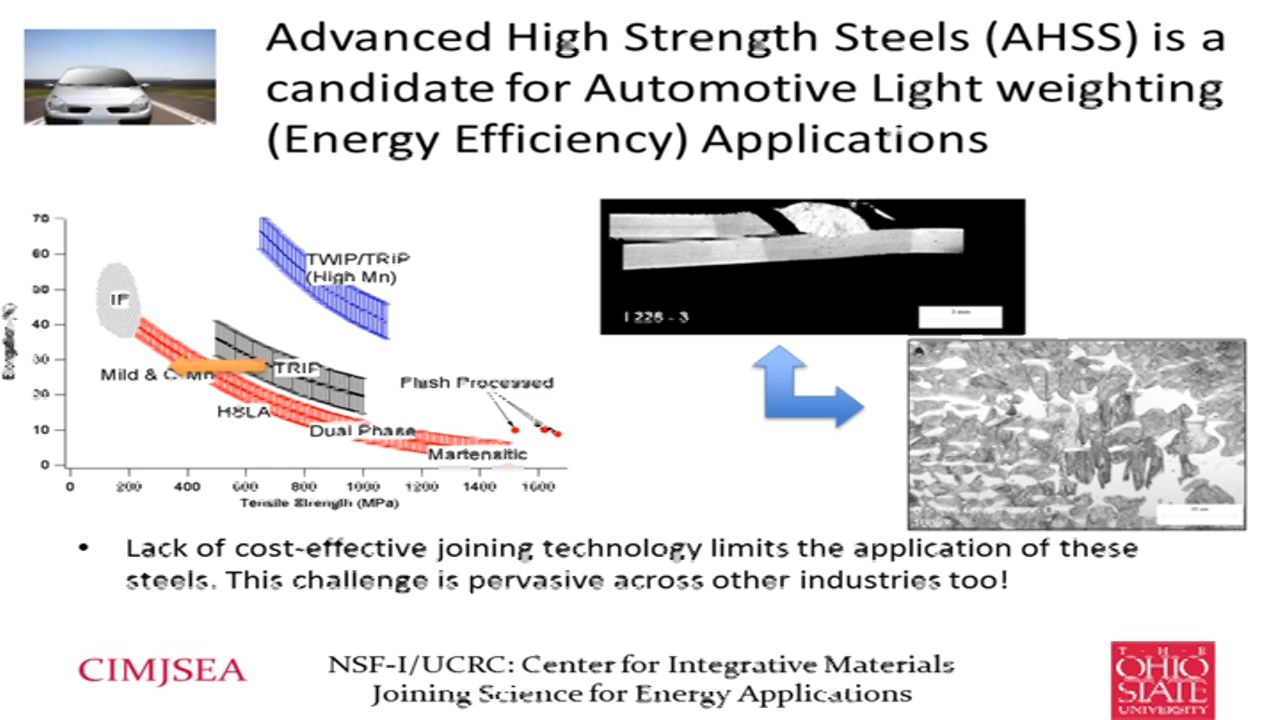 Advanced High Strength Steels (AHSS) is a
candidate for Automotive Light weighting
(Energy Efficiency) Applications
70
60
50
40
30
20
10
0
Elongation (%)
IF
Mild &
TWIP/TRIP
(High Mn)
TRIP
HSLA
Dual Phase
Flush Processed
Martensitic
0 200 400 600 800 1000 1200 1400 1600
Tensile Strength (MPa)
226 - 3
• Lack of cost-effective joining technology limits the application of these
steels. This challenge is pervasive across other industries too!
CIMJSEA
NSF-I/UCRC: Center for Integrative Materials
Joining Science for Energy Applications
THE
OHIO
STATE
UNIVERSITY